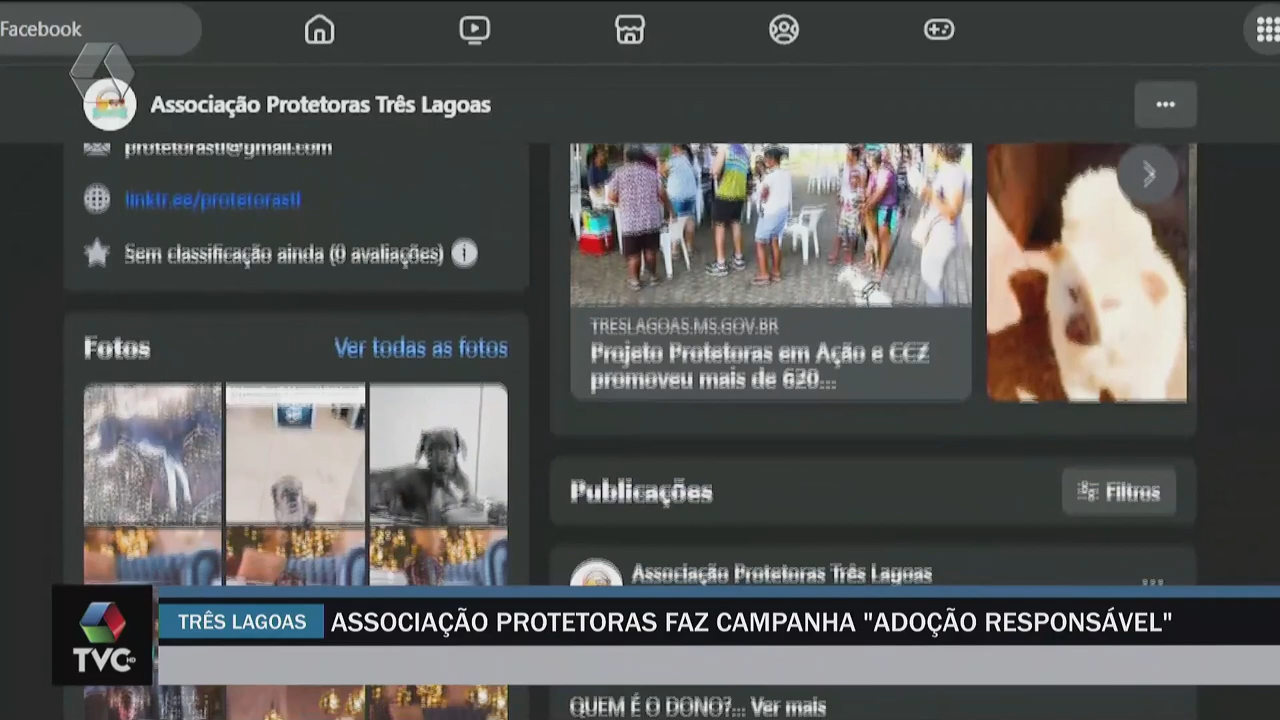 Facebook
Associação Protetoras Três Lagoas
protetorastl@gmail.com
linktr.ee/protetorastl
Sem classificação ainda (0 avaliações)
Fotos
Ver todas as fotos
TRESLAGOAS.MS.GOV.BR
Projeto Protetoras em Ação e CCZ
promoveu mais de 620...
Publicações
Filtros
Associação Protetoras Três Lagoas
TRÊS LAGOAS
ASSOCIAÇÃO PROTETORAS FAZ CAMPANHA "ADOÇÃO RESPONSÁVEL"
TVC HD
QUEM É O DONO?... Ver mais